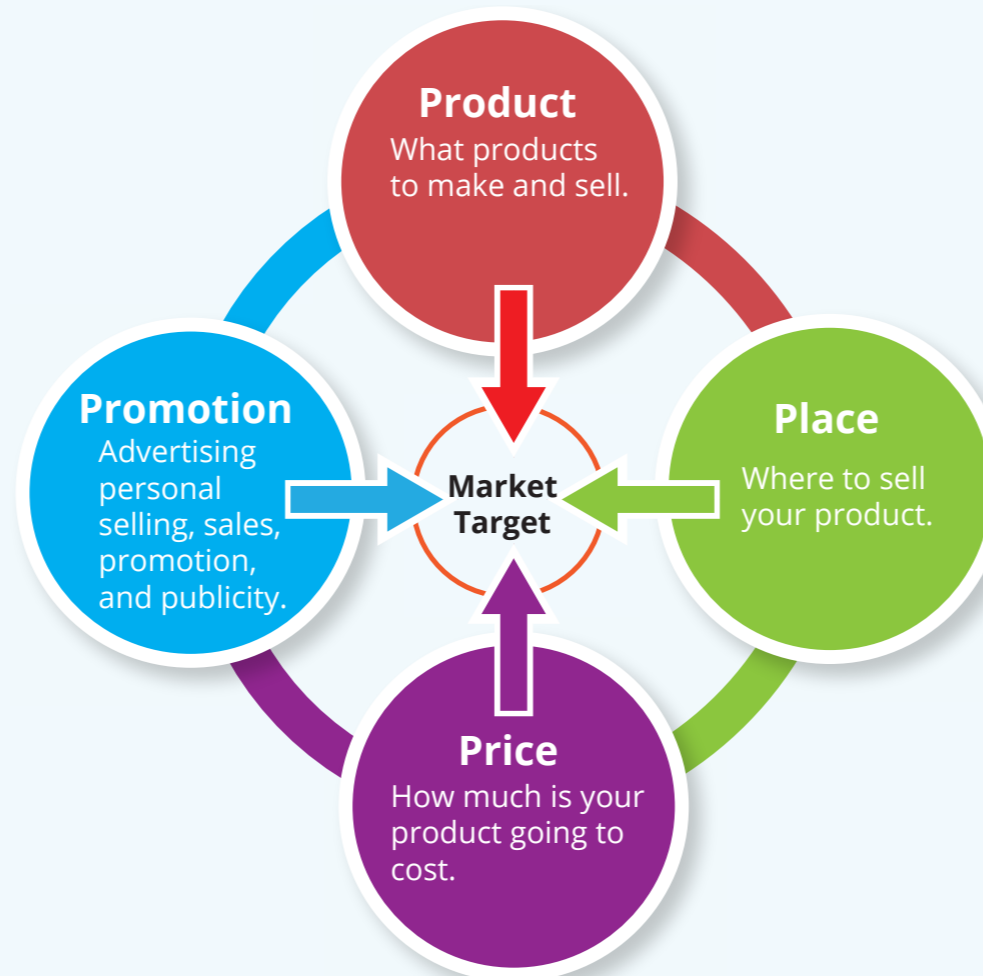 Product
What products
to make and sell.
Promotion
Advertising
personal
selling, sales,
promotion,
and publicity.
Market
Target
Place
Where to sell
your product.
Price
How much is your
product going to
cost.